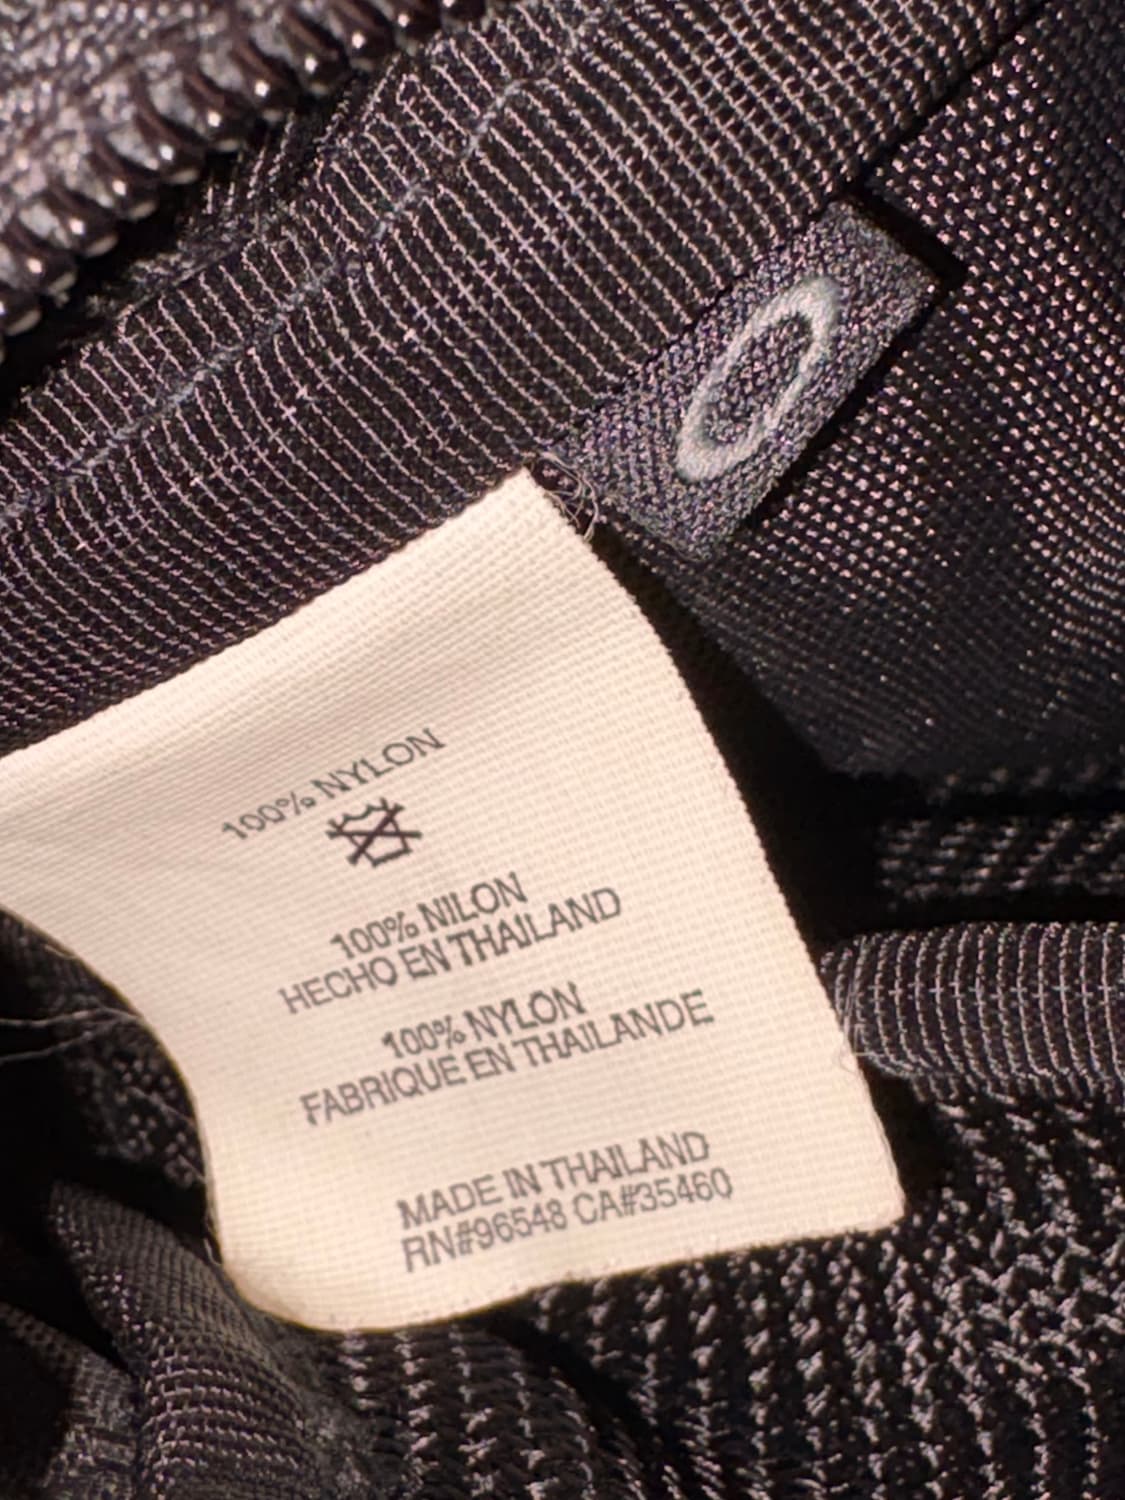 100% NYLON
100% NILON
HECHO EN THAILAND
100% NYLON
FABRIQUE EN THAILANDE
MADE IN THAILAND
RN#96548 CA#35460